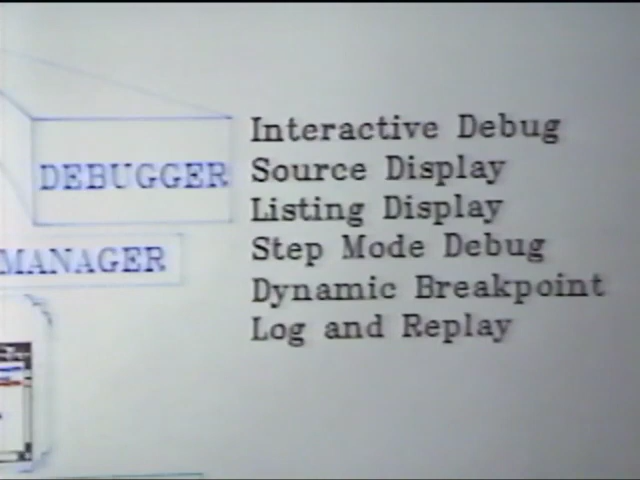 DEBUGGER
MANAGER
Interactive Debug
Source Display
Listing Display
Step Mode Debug
Dynamic Breakpoint
Log and Replay